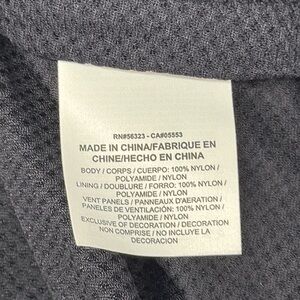 RN#56323 - CA#05553
MADE IN CHINA/FABRIQUE EN
CHINE/HECHO EN CHINA
BODY / CORPS / CUERPO: 100% NYLON /
POLYAMIDE / NYLON
LINING / DOUBLURE / FORRO: 100% NYLON /
POLYAMIDE / NYLON
VENT PANELS / PANNEAUX D'AERATION /
PANELES DE VENTILACIÓN: 100% NYLON /
POLYAMIDE / NYLON
EXCLUSIVE OF DECORATION / DECORATION
NON COMPRISE / NO INCLUYE LA
DECORACION